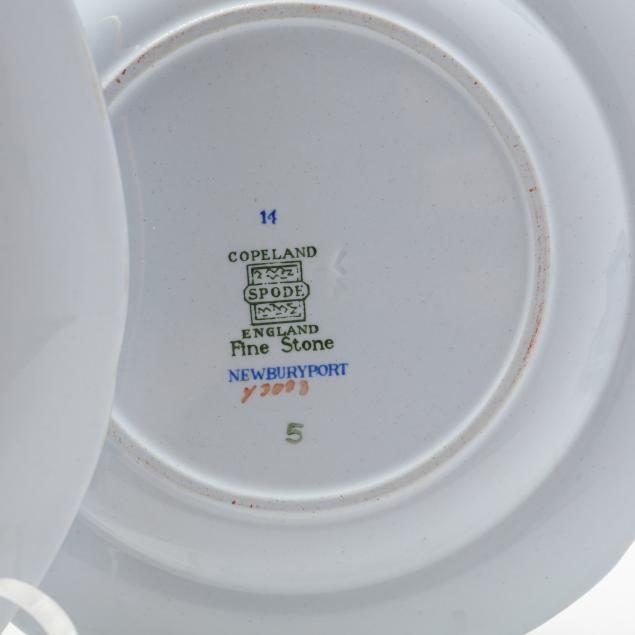 14
COPELAND
SPODE
ENGLAND
Fine Stone
NEWBURYPORT
5